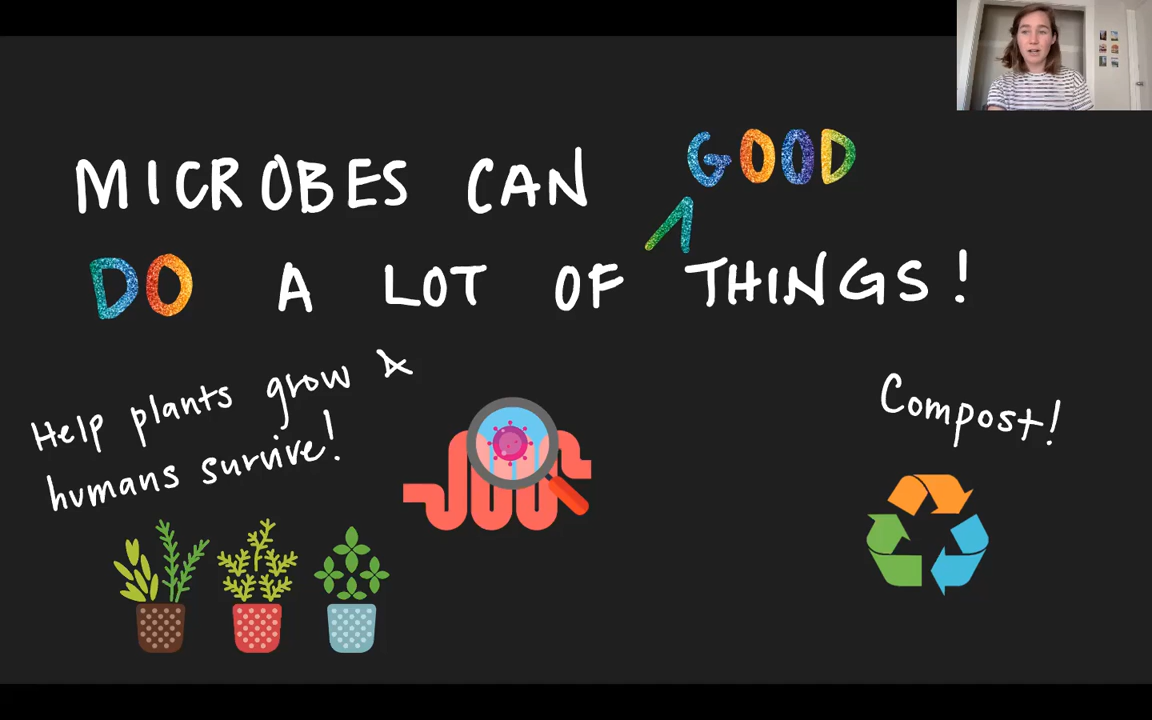 MICROBES CAN GOOD
DO A LOT OF THINGS!
Help plants grow &
humans survive!
Compost!